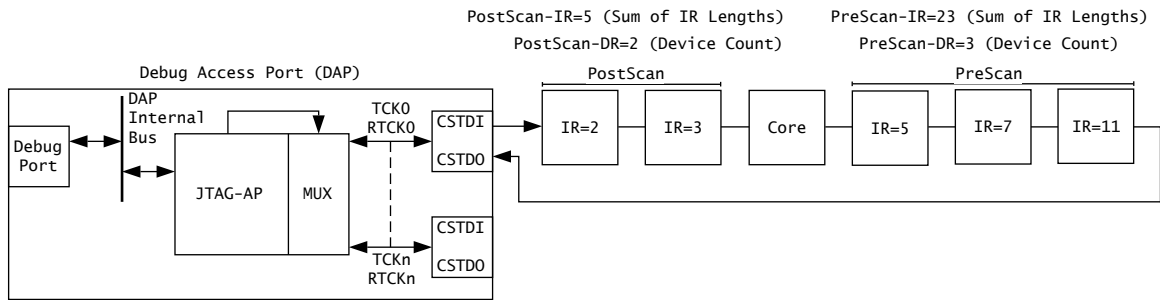 PostScan-IR=5 (Sum of IR Lengths)
PreScan-IR=23 (Sum of IR Lengths)
PostScan-DR=2 (Device Count)
PreScan-DR=3 (Device Count)
Debug Access Port (DAP)
PostScan
PreScan
DAP
Internal
Bus
Debug
Port
JTAG-AP
MUX
TCK0
RTCK0
CSTDI
CSTDO
IR=2
IR=3
Core
IR=5
IR=7
IR=11
TCKn
RTCKn
CSTDI
CSTDO